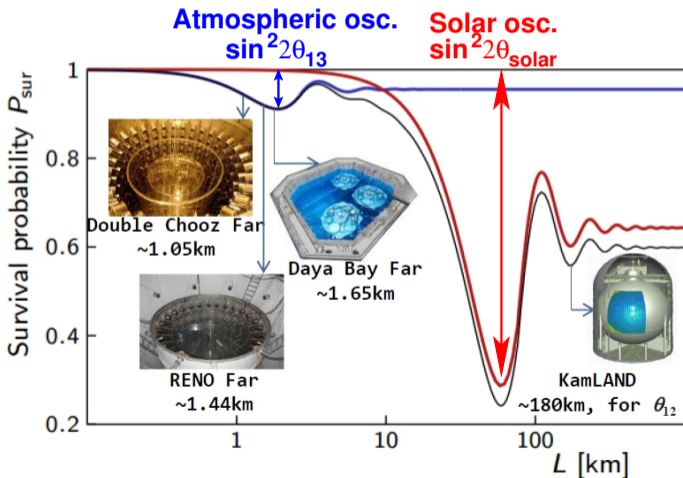 Atmospheric osc.
sin²2θ₁₃
Solar osc.
sin²2θsolar
Survival probability Psur
1
0.8
0.6
0.4
0.2
Double Chooz Far
~1.05km
Daya Bay Far
~1.65km
RENO Far
~1.44km
KamLAND
~180km, for θ₁₂
1
10
100
L [km]